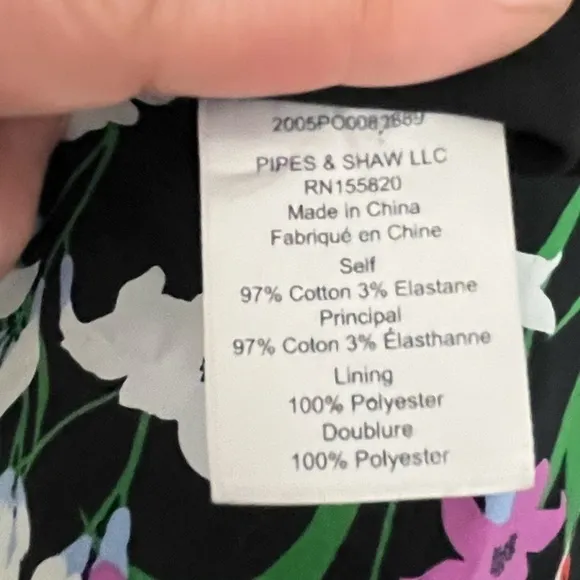 PIPES & SHAW LLC
RN155820
Made in China
Fabriqué en Chine
Self
97% Cotton 3% Elastane
Principal
97% Coton 3% Élasthanne
Lining
100% Polyester
Doublure
100% Polyester